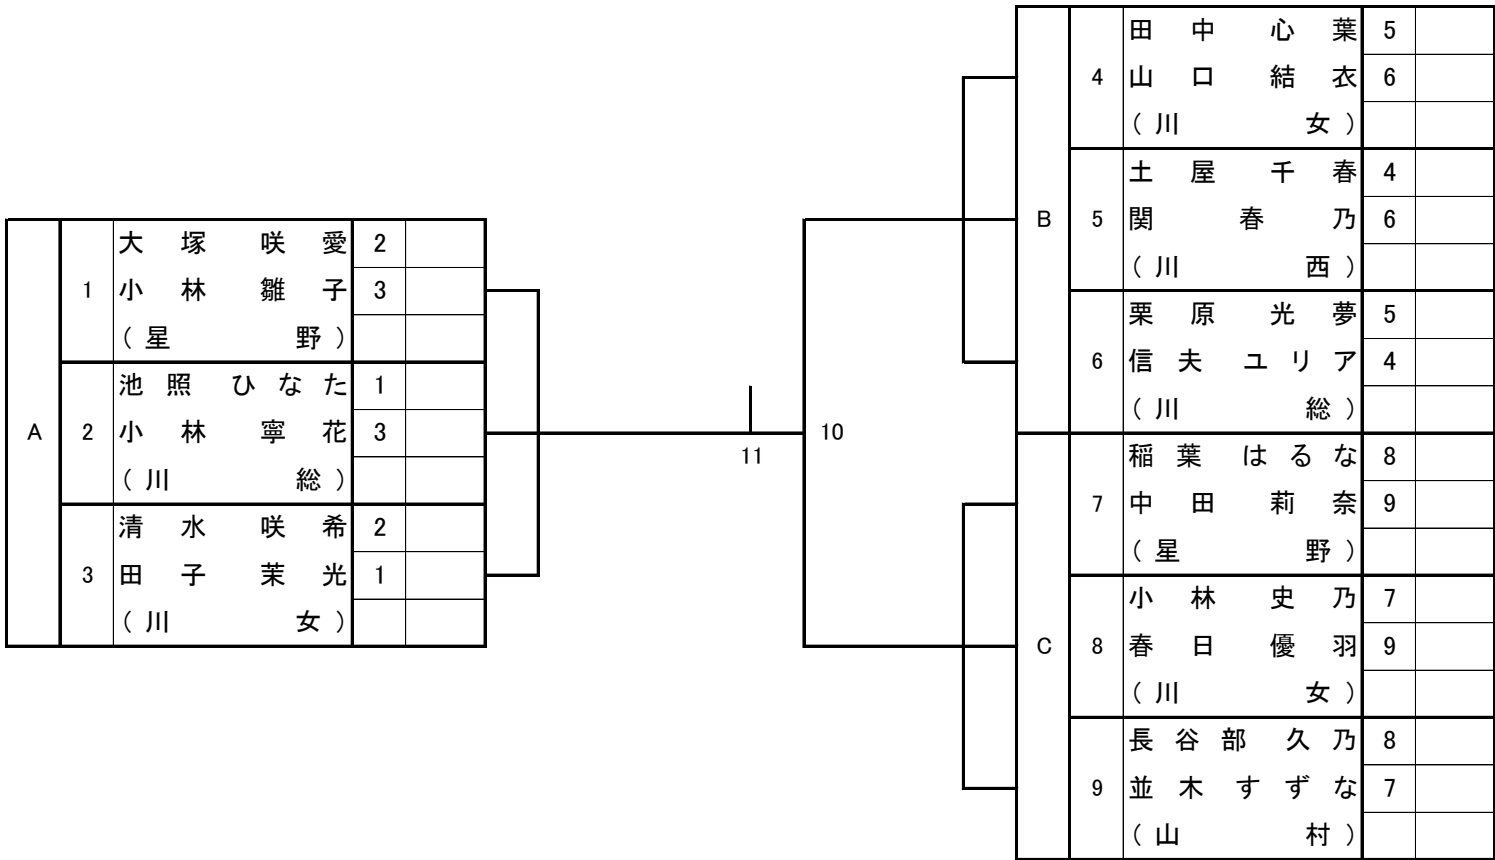 A
1
大塚 咲愛 2
小林 雛子 3
(星野)
2
池照 ひなた 1
小林 寧花 3
(川総)
3
清水 咲希 2
田子 茉光 1
(川女)
11
10
B
4
田中 心葉 5
山口 結衣 6
(川女)
5
土屋 千春 4
関 春乃 6
(川西)
6
栗原 光夢 5
信夫 ユリア 4
(川総)
C
7
稲葉 はるな 8
中田 莉奈 9
(星野)
8
小林 史乃 7
春日 優羽 9
(川女)
9
長谷部 久乃 8
並木 すずな 7
(山村)